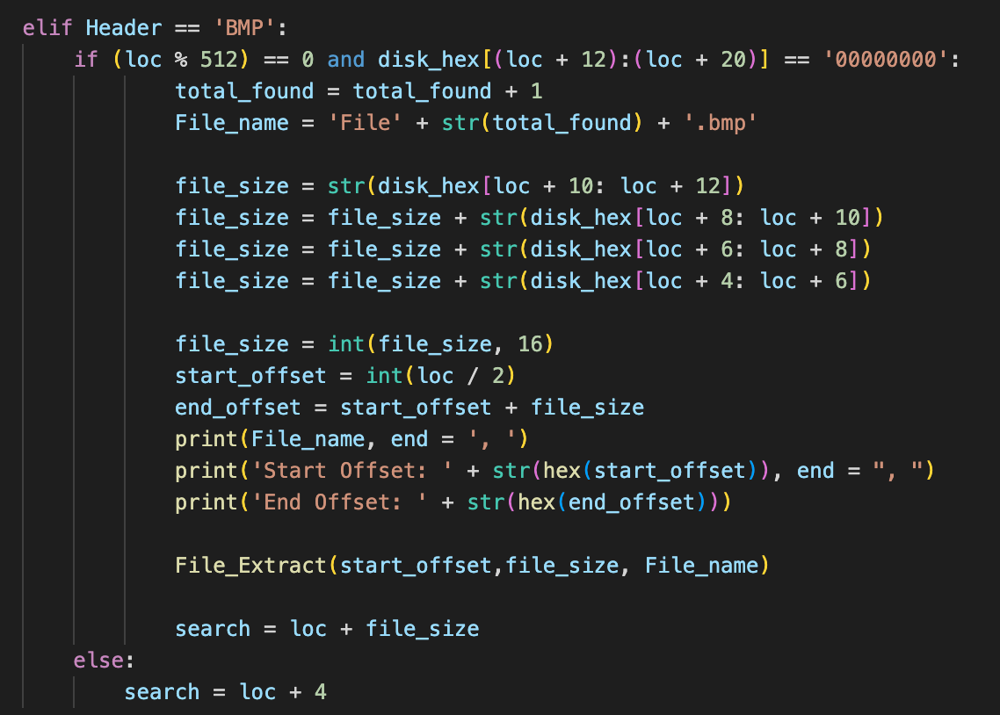 elif Header == 'BMP':
    if (loc % 512) == 0 and disk_hex[(loc + 12):(loc + 20)] == '00000000':
            total_found = total_found + 1
            File_name = 'File' + str(total_found) + '.bmp'

            file_size = str(disk_hex[loc + 10: loc + 12])
            file_size = file_size + str(disk_hex[loc + 8: loc + 10])
            file_size = file_size + str(disk_hex[loc + 6: loc + 8])
            file_size = file_size + str(disk_hex[loc + 4: loc + 6])

            file_size = int(file_size, 16)
            start_offset = int(loc / 2)
            end_offset = start_offset + file_size
            print(File_name, end = ', ')
            print('Start Offset: ' + str(hex(start_offset)), end = ", ")
            print('End Offset: ' + str(hex(end_offset)))

            File_Extract(start_offset,file_size, File_name)

            search = loc + file_size
    else:
        search = loc + 4